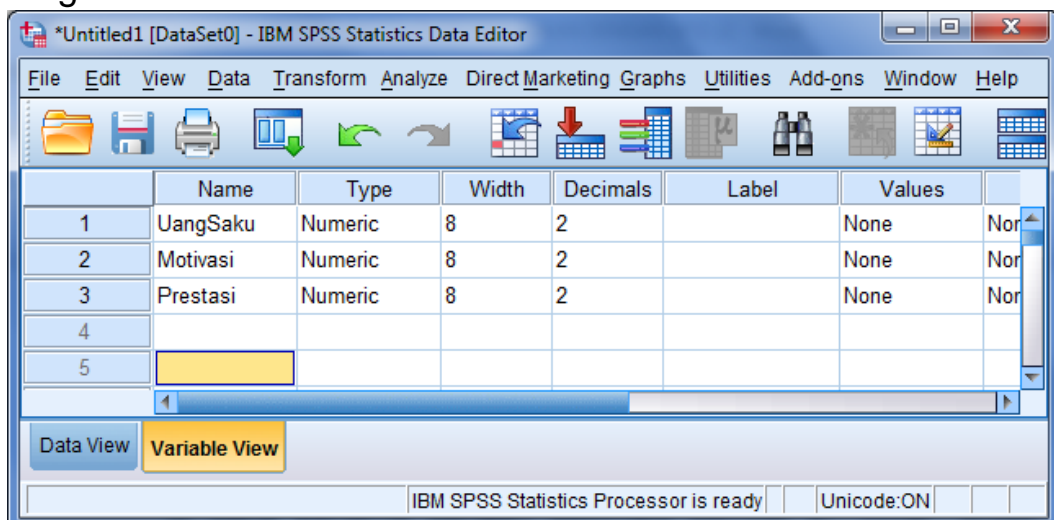 *Untitled1 [DataSet0] - IBM SPSS Statistics Data Editor
File Edit View Data Transform Analyze Direct Marketing Graphs Utilities Add-ons Window Help
Name Type Width Decimals Label Values
1 UangSaku Numeric 8 2 None Nor
2 Motivasi Numeric 8 2 None Nor
3 Prestasi Numeric 8 2 None Nor
4
5
Data View Variable View
IBM SPSS Statistics Processor is ready Unicode:ON